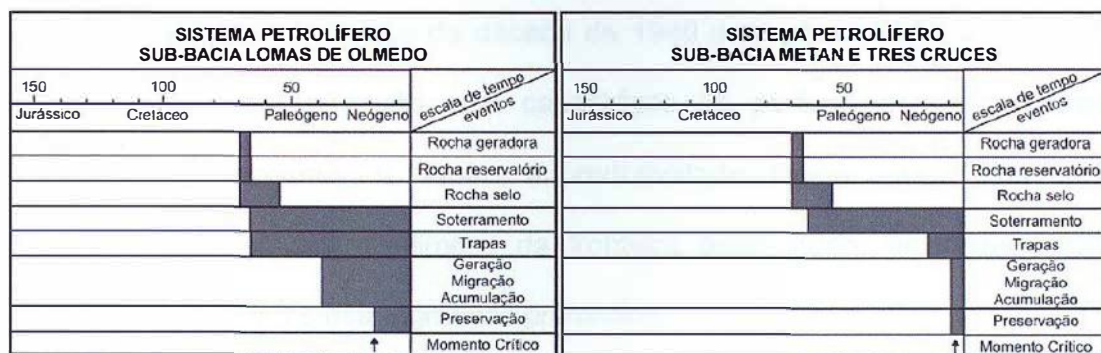 SISTEMA PETROLÍFERO
SUB-BACIA LOMAS DE OLMEDO
150 100 50
escala de tempo
eventos
Jurássico Cretáceo Paleógeno Neógeno
Rocha geradora
Rocha reservatório
Rocha selo
Soterramento
Trapas
Geração
Migração
Acumulação
Preservação
Momento Crítico
SISTEMA PETROLÍFERO
SUB-BACIA METAN E TRES CRUCES
150 100 50
escala de tempo
eventos
Jurássico Cretáceo Paleógeno Neógeno
Rocha geradora
Rocha reservatório
Rocha selo
Soterramento
Trapas
Geração
Migração
Acumulação
Preservação
Momento Crítico